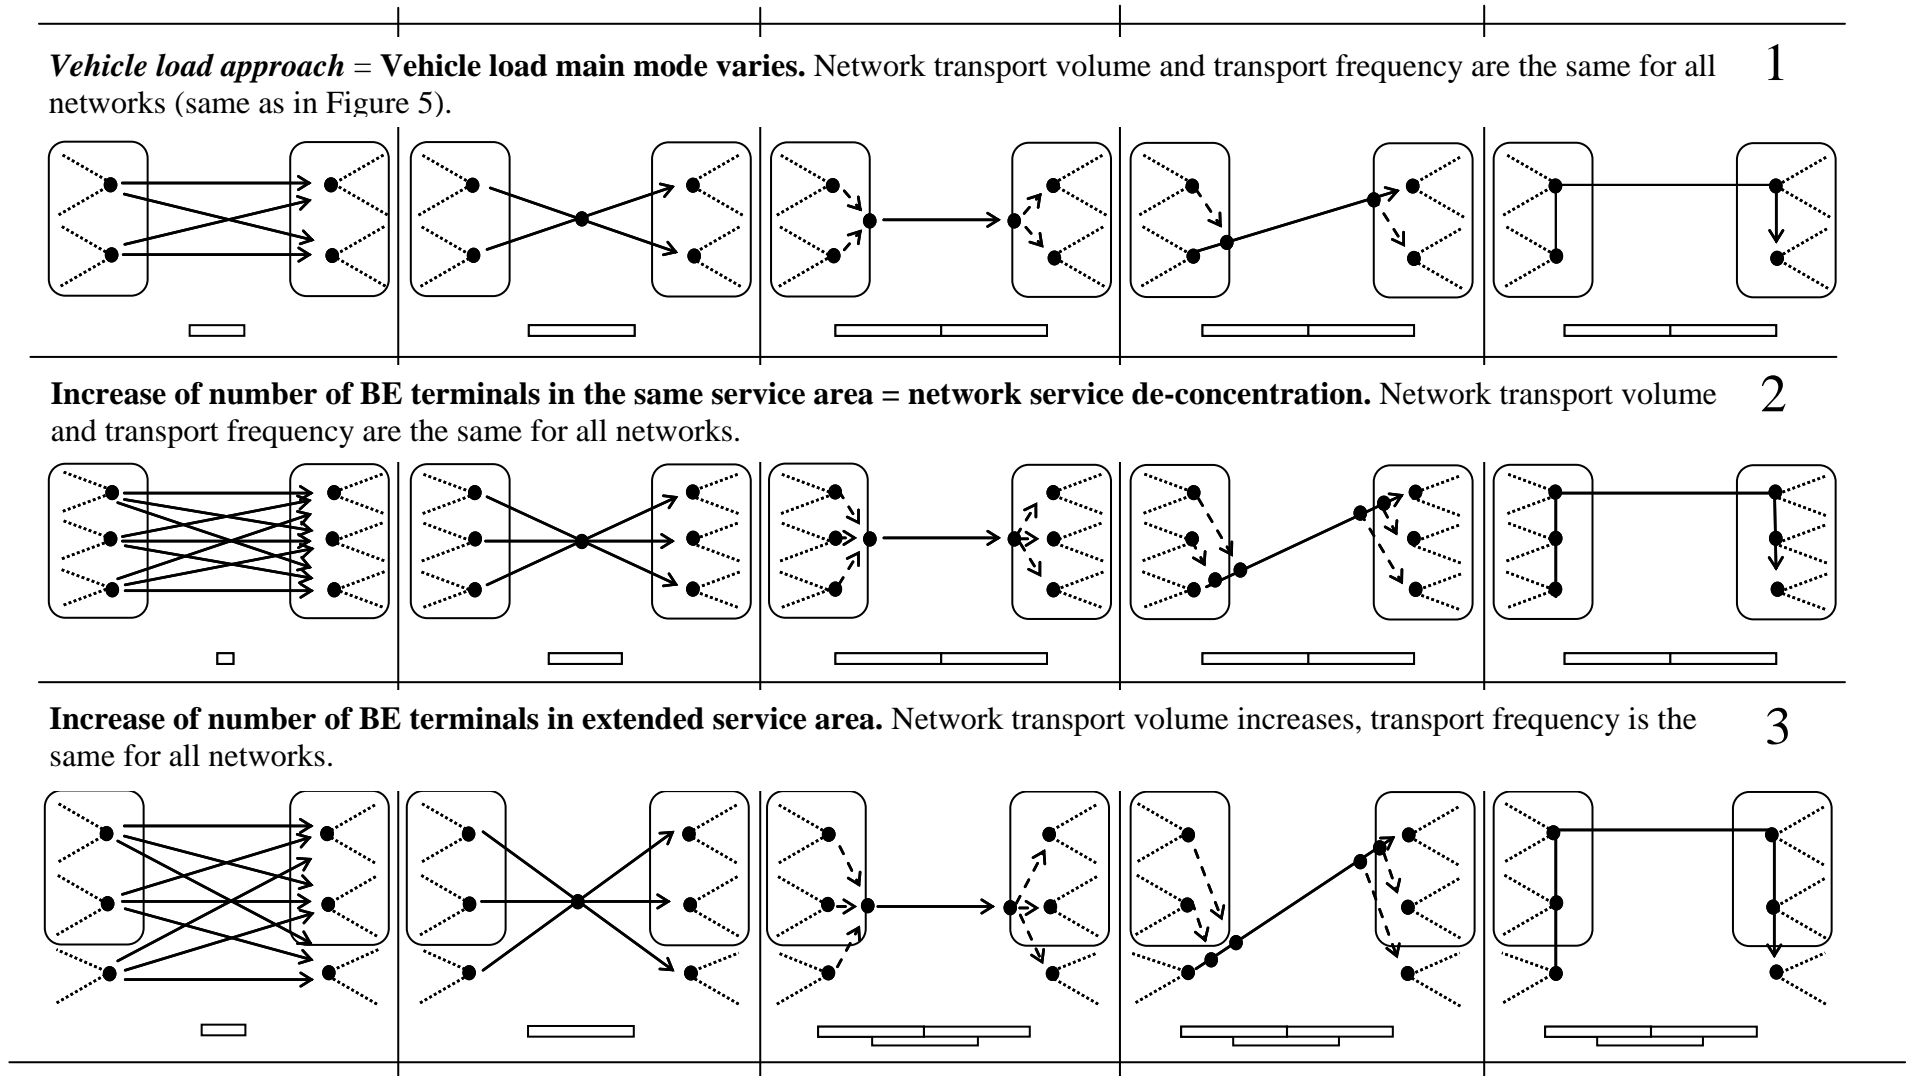 Vehicle load approach = Vehicle load main mode varies. Network transport volume and transport frequency are the same for all 1
networks (same as in Figure 5).
Increase of number of BE terminals in the same service area = network service de-concentration. Network transport volume 2
and transport frequency are the same for all networks.
Increase of number of BE terminals in extended service area. Network transport volume increases, transport frequency is the 3
same for all networks.